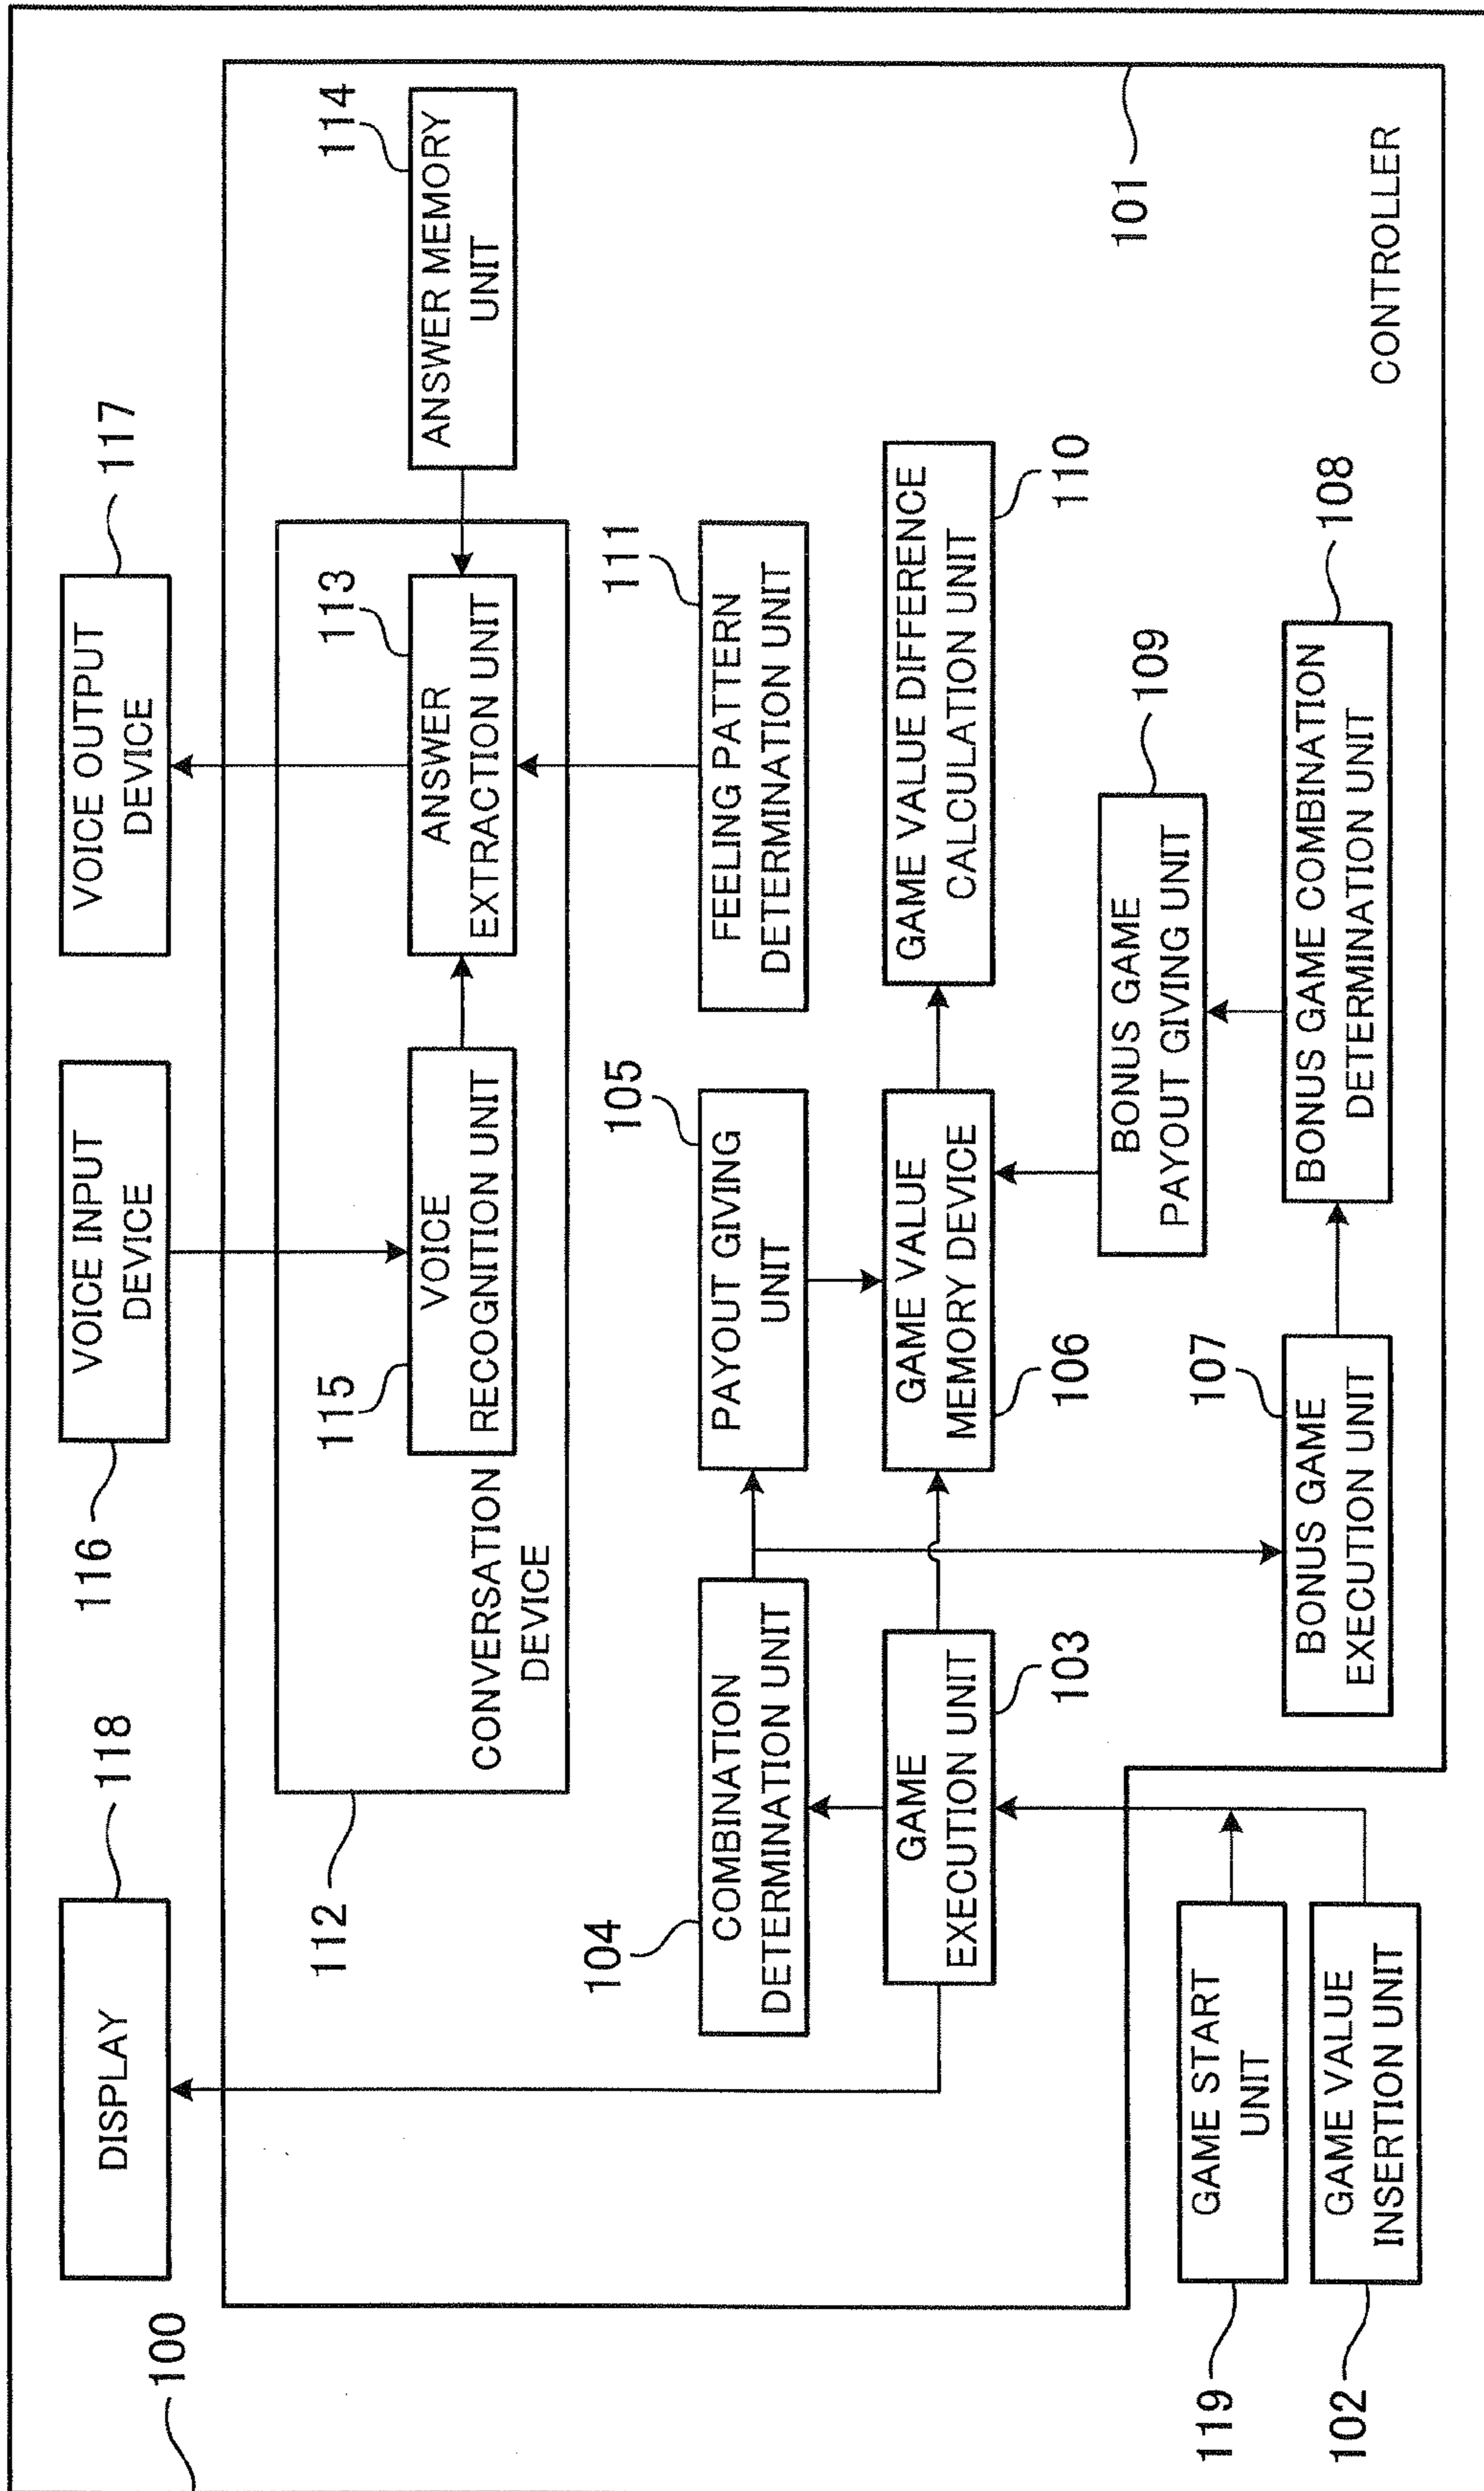 100
DISPLAY
118
VOICE INPUT
DEVICE
116
VOICE OUTPUT
DEVICE
117
112
CONVERSATION
DEVICE
115
VOICE
RECOGNITION UNIT
113
ANSWER
EXTRACTION UNIT
114
ANSWER MEMORY
UNIT
104
COMBINATION
DETERMINATION UNIT
105
PAYOUT GIVING
UNIT
111
FEELING PATTERN
DETERMINATION UNIT
GAME
EXECUTION UNIT
103
GAME VALUE
MEMORY DEVICE
106
GAME VALUE DIFFERENCE
CALCULATION UNIT
110
109
BONUS GAME
PAYOUT GIVING UNIT
101
119
GAME START
UNIT
107
BONUS GAME
EXECUTION UNIT
108
BONUS GAME COMBINATION
DETERMINATION UNIT
CONTROLLER
102
GAME VALUE
INSERTION UNIT